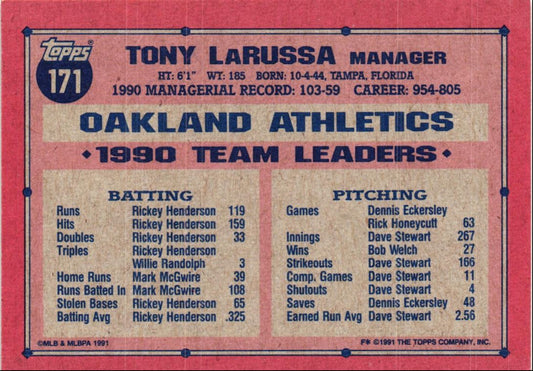 Topps
171
TONY LaRUSSA MANAGER
HT: 6'1" WT: 185 BORN: 10-4-44, TAMPA, FLORIDA
1990 MANAGERIAL RECORD: 103-59 CAREER: 954-805
OAKLAND ATHLETICS
1990 TEAM LEADERS
BATTING
Runs Rickey Henderson 119
Hits Rickey Henderson 159
Doubles Rickey Henderson 33
Triples Rickey Henderson
Willie Randolph 3
Home Runs Mark McGwire 39
Runs Batted In Mark McGwire 108
Stolen Bases Rickey Henderson 65
Batting Avg Rickey Henderson .325
PITCHING
Games Dennis Eckersley
Rick Honeycutt 63
Innings Dave Stewart 267
Wins Bob Welch 27
Strikeouts Dave Stewart 166
Comp. Games Dave Stewart 11
Shutouts Dave Stewart 4
Saves Dennis Eckersley 48
Earned Run Avg Dave Stewart 2.56
©MLB & MLBPA 1991
F* ©1991 THE TOPPS COMPANY, INC.